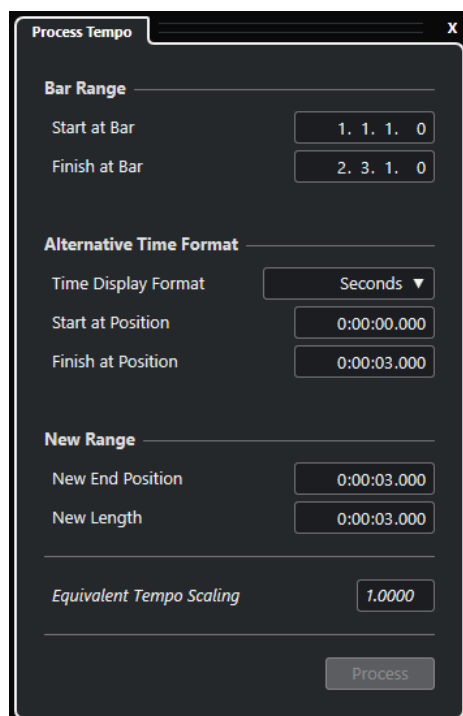 Process Tempo X
Bar Range
Start at Bar 1. 1. 1. 0
Finish at Bar 2. 3. 1. 0
Alternative Time Format
Time Display Format Seconds ▼
Start at Position 0:00:00.000
Finish at Position 0:00:03.000
New Range
New End Position 0:00:03.000
New Length 0:00:03.000
Equivalent Tempo Scaling 1.0000
Process